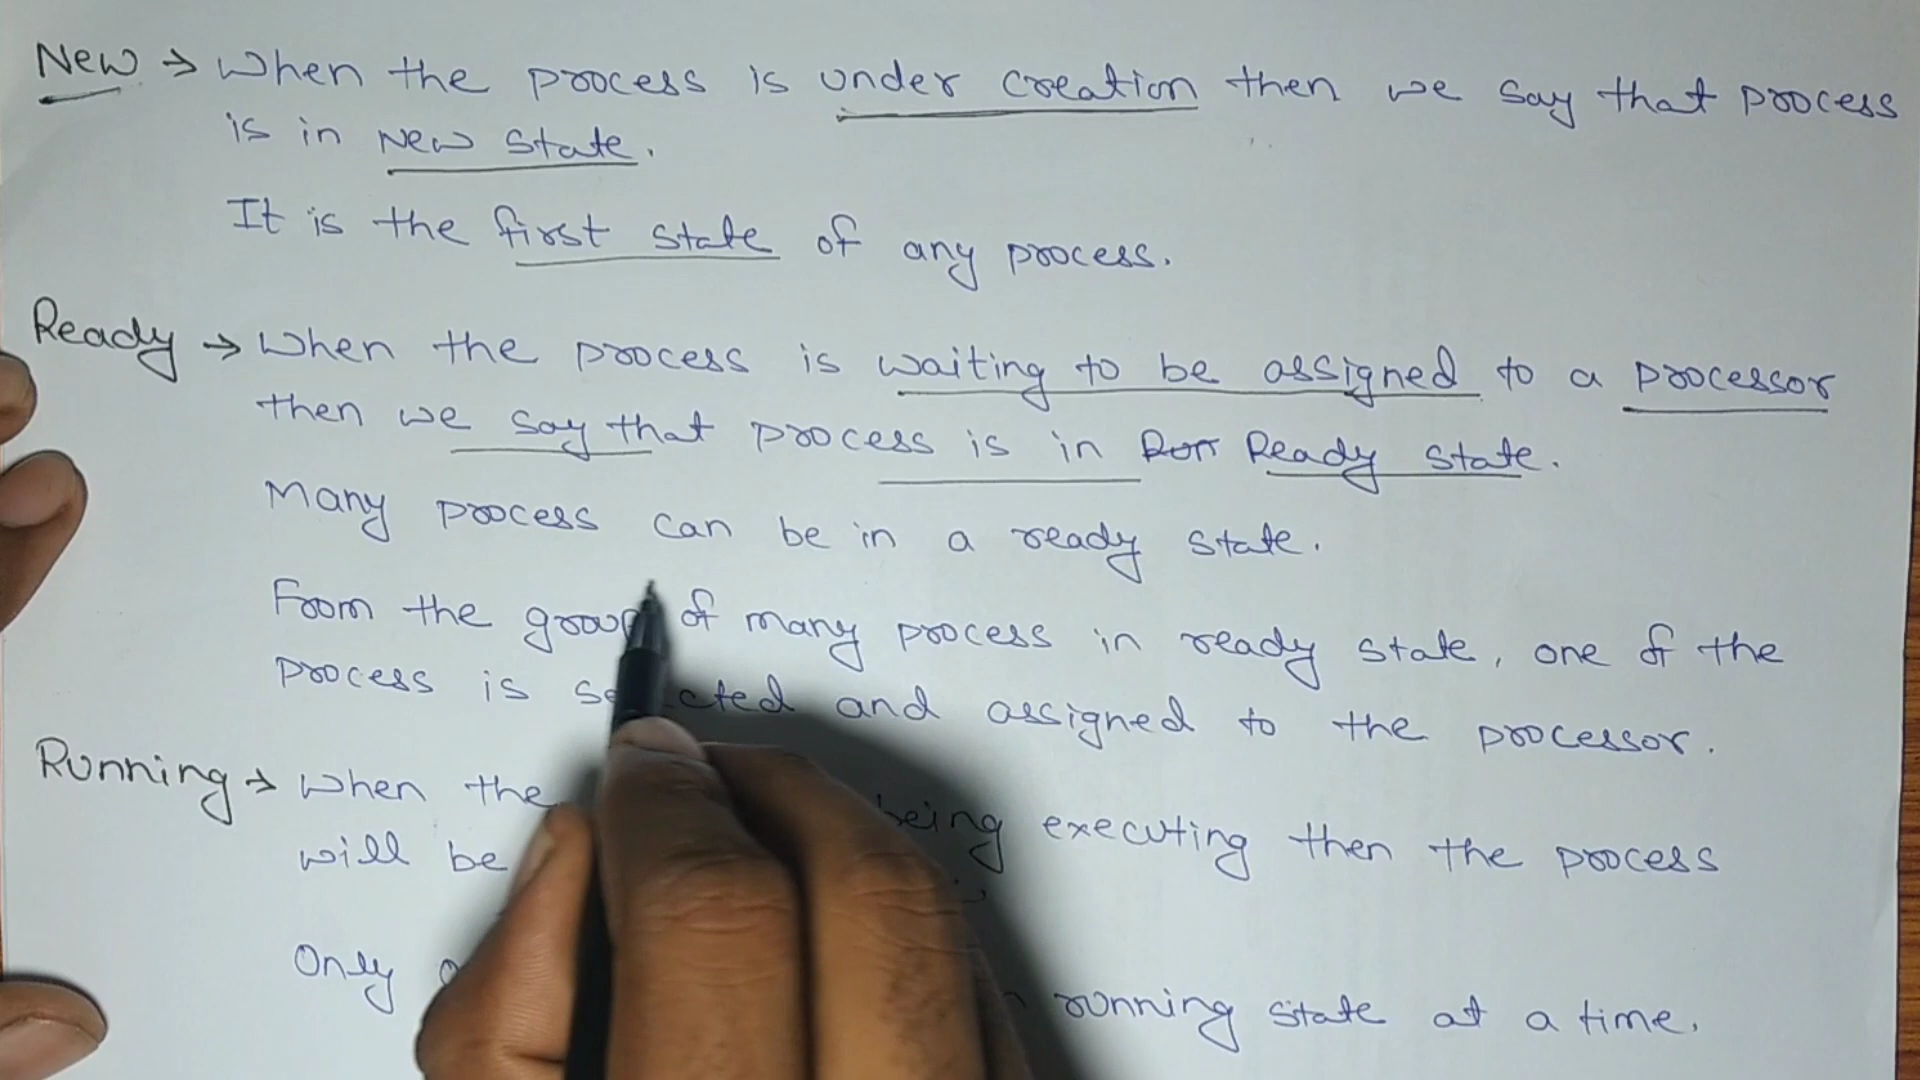 New → When the process is under creation then we say that process
is in New state.
It is the first state of any process.
Ready → When the process is waiting to be assigned to a processor
then we say that process is in Ready state.
Many process can be in a ready state.
From the group of many process in ready state, one of the
process is selected and assigned to the processor.
Running → When the being executing then the process
will be
Only running state at a time.